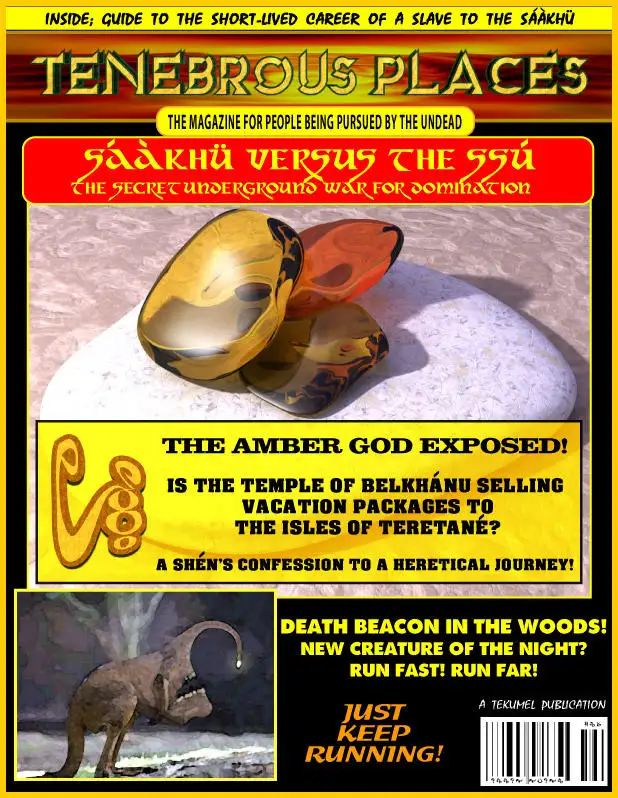 INSIDE; GUIDE TO THE SHORT-LIVED CAREER OF A SLAVE TO THE SÁÀKHÜ
TENEBROUS PLACES
THE MAGAZINE FOR PEOPLE BEING PURSUED BY THE UNDEAD
SÁÀKHÜ VERSUS THE SSÚ
THE SECRET UNDERGROUND WAR FOR DOMINATION
THE AMBER GOD EXPOSED!
IS THE TEMPLE OF BELKHÁNU SELLING
VACATION PACKAGES TO
THE ISLES OF TERETANÉ?
A SHÉN'S CONFESSION TO A HERETICAL JOURNEY!
DEATH BEACON IN THE WOODS!
NEW CREATURE OF THE NIGHT?
RUN FAST! RUN FAR!
A TEKUMEL PUBLICATION
JUST
KEEP
RUNNING!